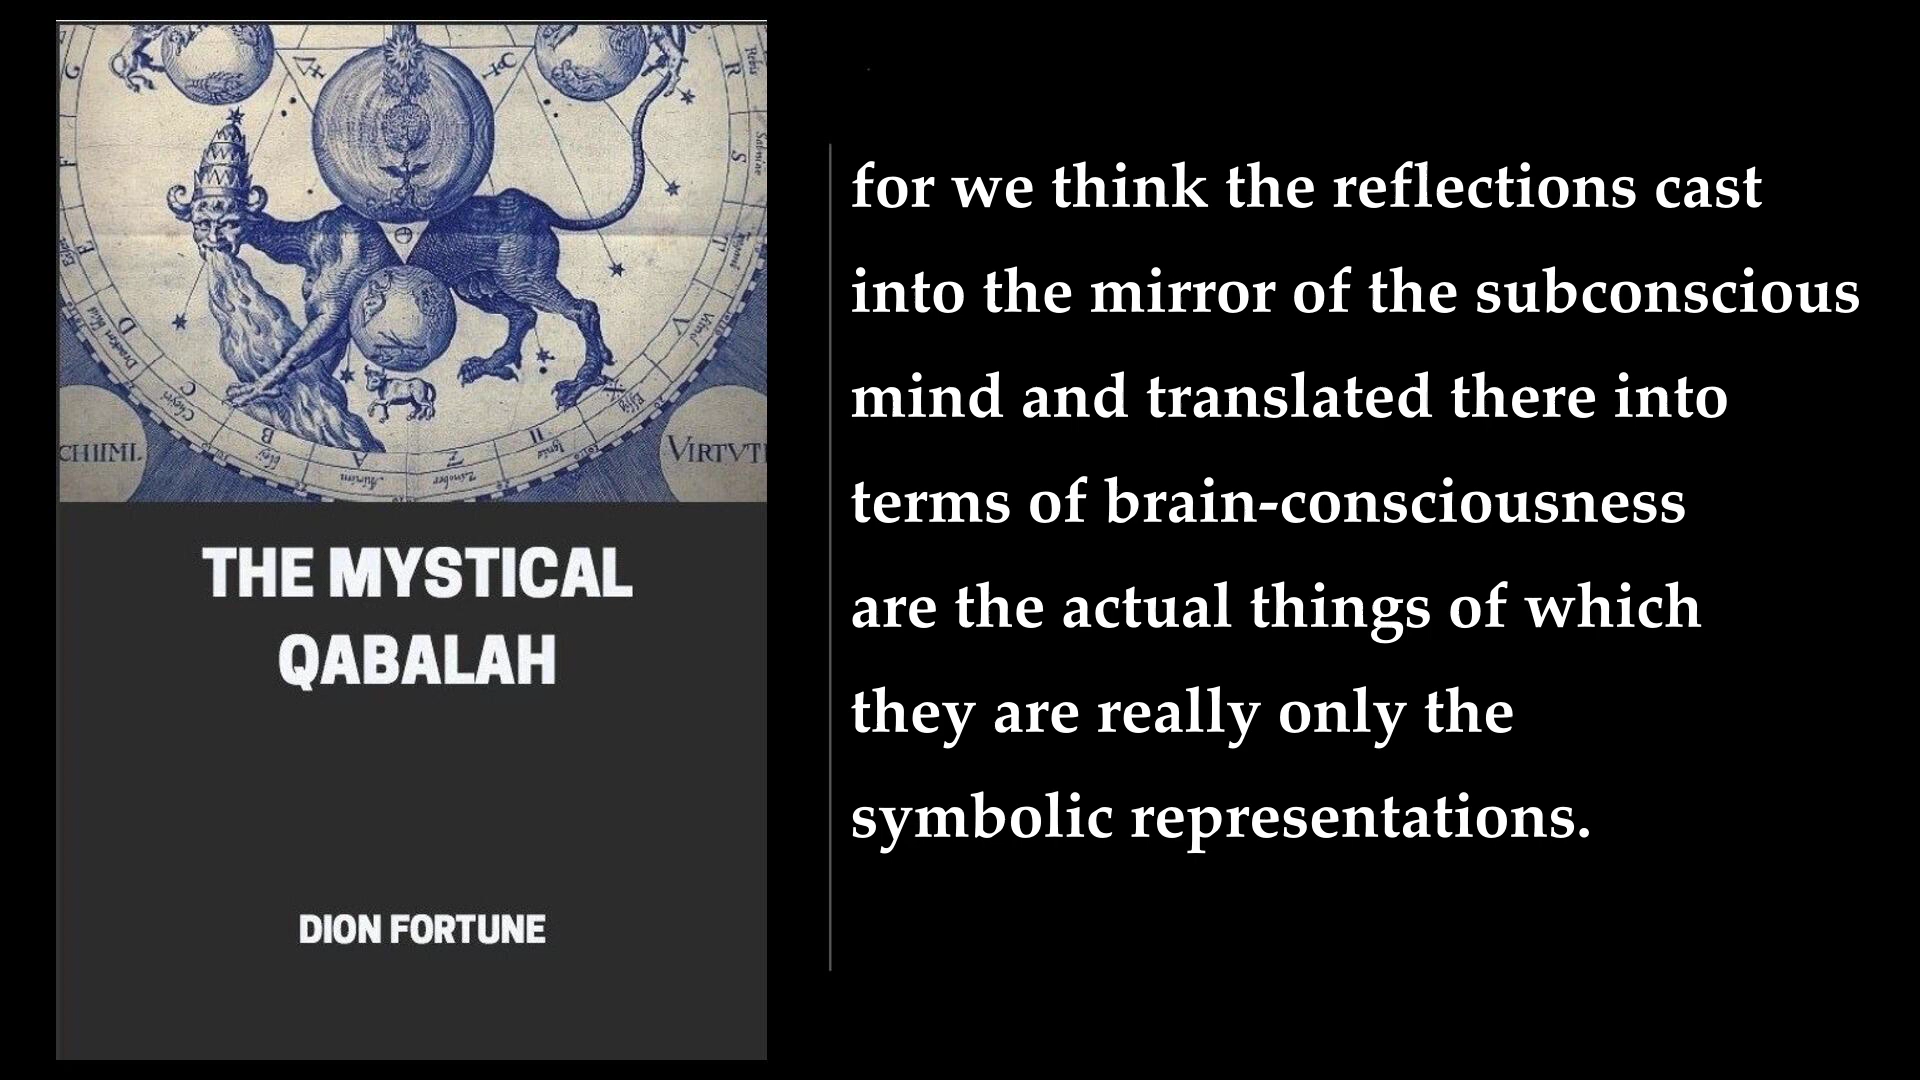 THE MYSTICAL
QABALAH
DION FORTUNE
for we think the reflections cast
into the mirror of the subconscious
mind and translated there into
terms of brain-consciousness
are the actual things of which
they are really only the
symbolic representations.
CHIIMI.
VIRTVT